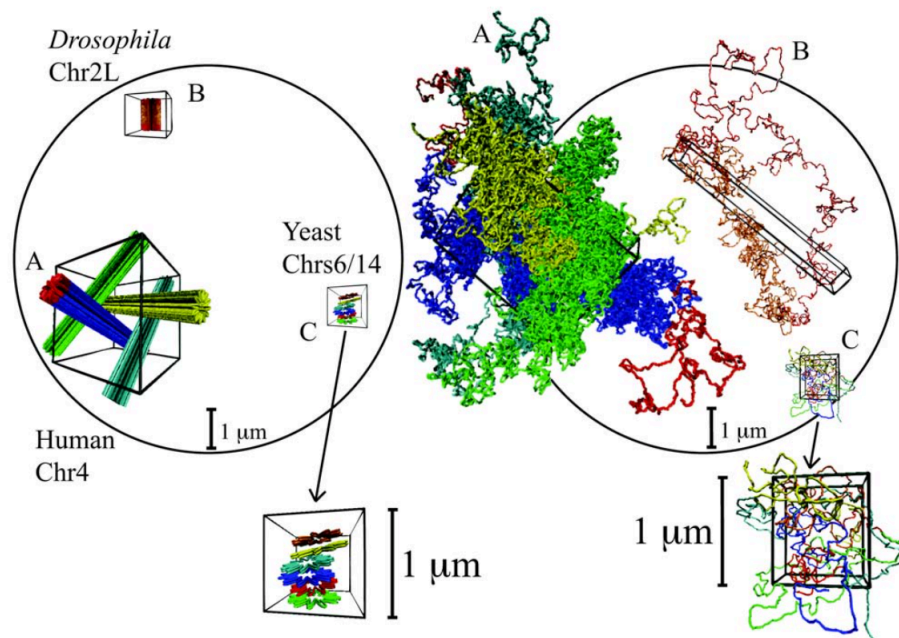 Drosophila
Chr2L
B
A
Yeast
Chrs6/14
C
Human
Chr4
1 μm
1 μm
A
B
C
1 μm
1 μm